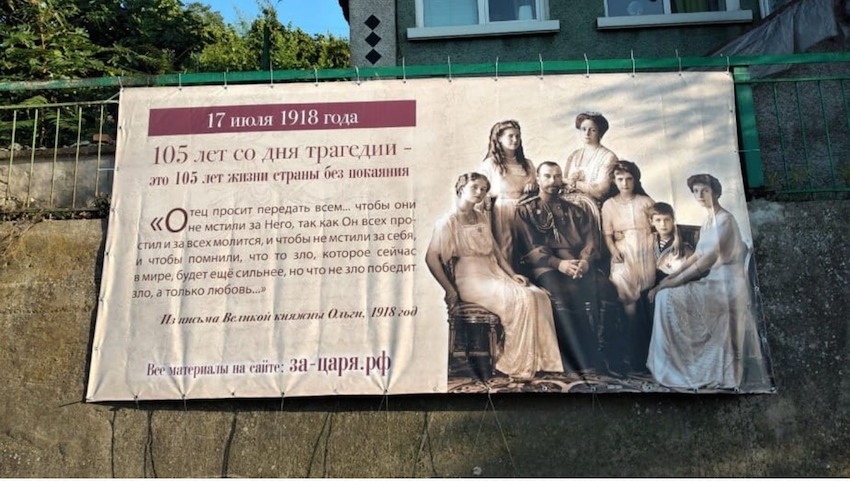 17 июля 1918 года
105 лет со дня трагедии -
это 105 лет жизни страны без покаяния
«Отец просит передать всем... чтобы они
не мстили за Него, так как Он всех про-
стил и за всех молится, и чтобы не мстили за себя,
и чтобы помнили, что то зло, которое сейчас
в мире, будет ещё сильнее, но что не зло победит
зло, а только любовь...»
Из письма Великой княжны Ольги, 1918 год
Все материалы на сайте: за-царя.рф